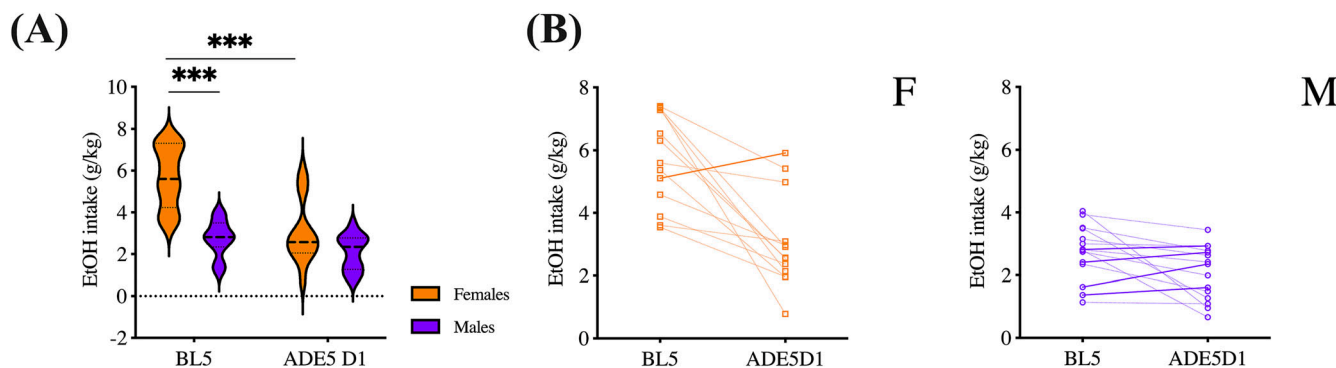 (A)
***
***
EtOH intake (g/kg)
10
8
6
4
2
0
-2
BL5
ADE5 D1
Females
Males
(B)
F
EtOH intake (g/kg)
8
6
4
2
0
BL5
ADE5D1
M
EtOH intake (g/kg)
8
6
4
2
0
BL5
ADE5D1